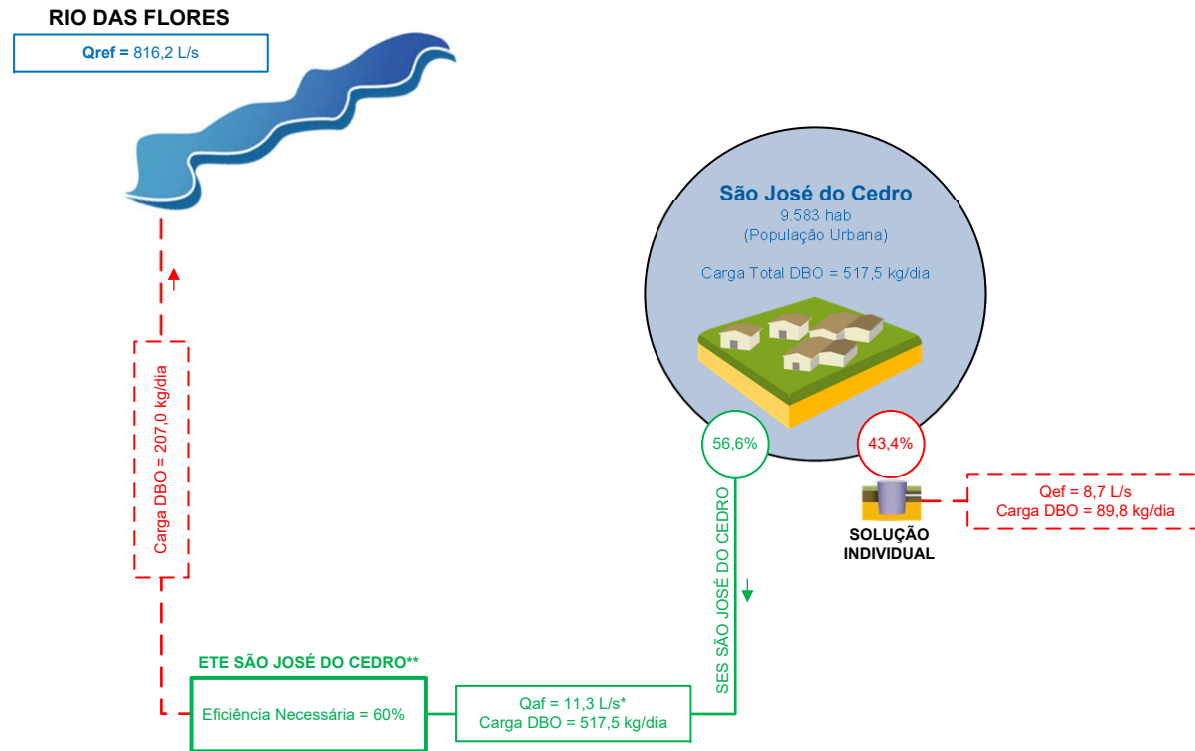 RIO DAS FLORES
Qref = 816,2 L/s
São José do Cedro
9.583 hab
(População Urbana)
Carga Total DBO = 517,5 kg/dia
56,6%
43,4%
Qef = 8,7 L/s
Carga DBO = 89,8 kg/dia
SOLUÇÃO
INDIVIDUAL
SES SÃO JOSÉ DO CEDRO
Carga DBO = 207,0 kg/dia
ETE SÃO JOSÉ DO CEDRO**
Eficiência Necessária = 60%
Qaf = 11,3 L/s*
Carga DBO = 517,5 kg/dia